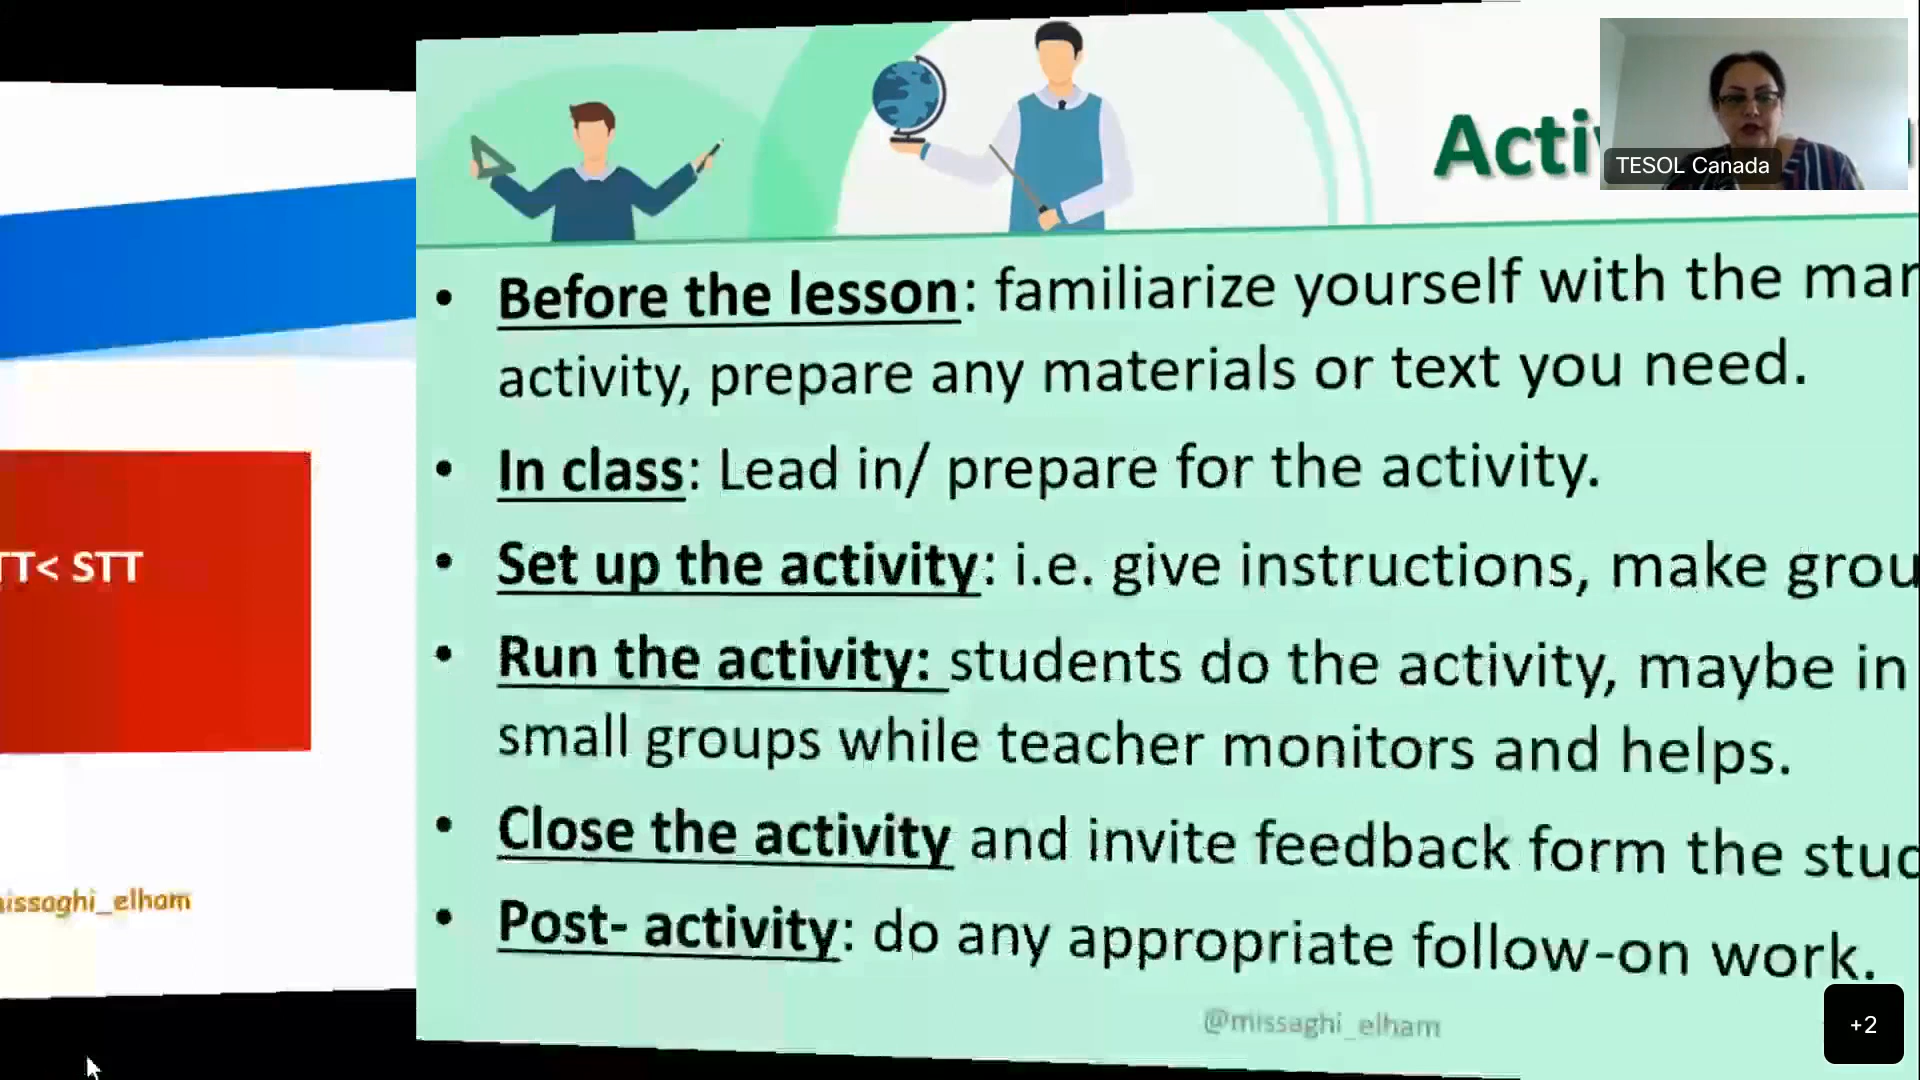 Acti
TESOL Canada
• Before the lesson: familiarize yourself with the
activity, prepare any materials or text you need.
• In class: Lead in/ prepare for the activity.
• Set up the activity: i.e. give instructions, make grou
• Run the activity: students do the activity, maybe in
small groups while teacher monitors and helps.
• Close the activity and invite feedback form the stud
• Post- activity: do any appropriate follow-on work.
@missaghi_elham
TT< STT
issaghi_elham
+2